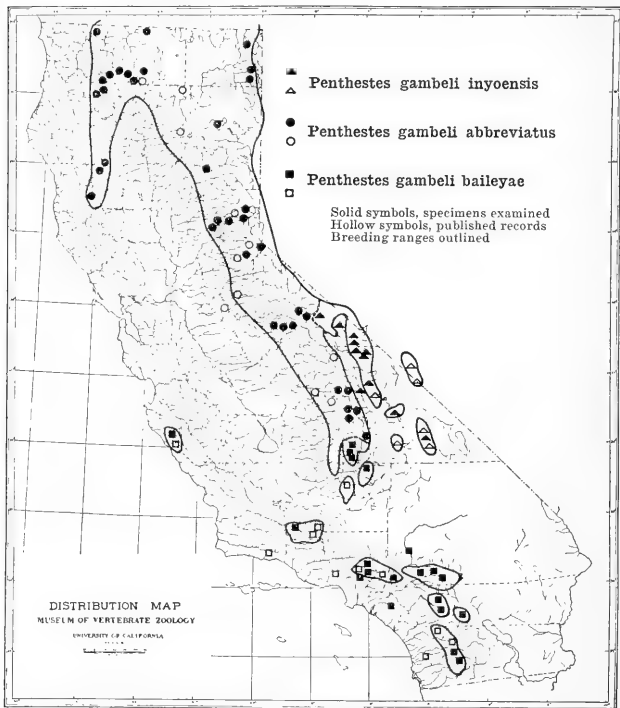 Penthestes gambeli inyoensis
Penthestes gambeli abbreviatus
Penthestes gambeli baileyae
Solid symbols, specimens examined
Hollow symbols, published records
Breeding ranges outlined
DISTRIBUTION MAP
MUSEUM OF VERTEBRATE ZOOLOGY
UNIVERSITY OF CALIFORNIA